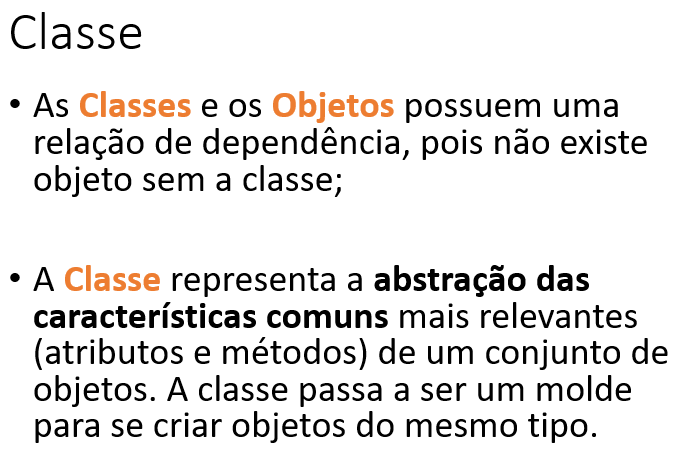 Classe
• As Classes e os Objetos possuem uma
relação de dependência, pois não existe
objeto sem a classe;
• A Classe representa a abstração das
características comuns mais relevantes
(atributos e métodos) de um conjunto de
objetos. A classe passa a ser um molde
para se criar objetos do mesmo tipo.